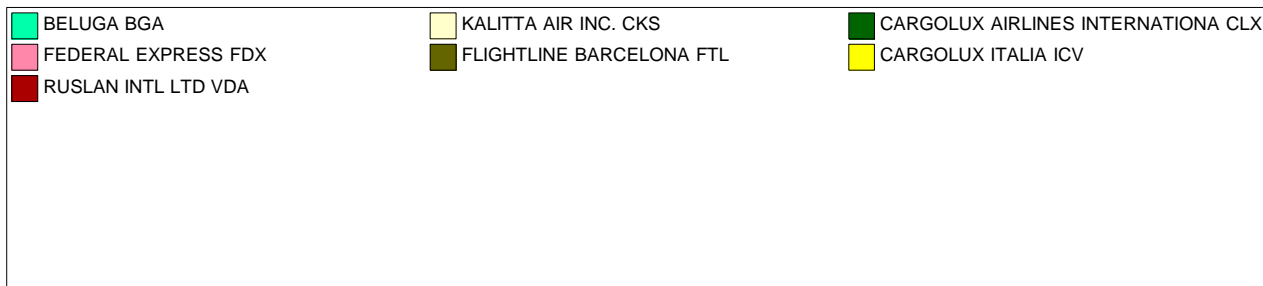 BELUGA BGA KALITTA AIR INC. CKS CARGOLUX AIRLINES INTERNATIONA CLX
FEDERAL EXPRESS FDX FLIGHTLINE BARCELONA FTL CARGOLUX ITALIA ICV
RUSLAN INTL LTD VDA